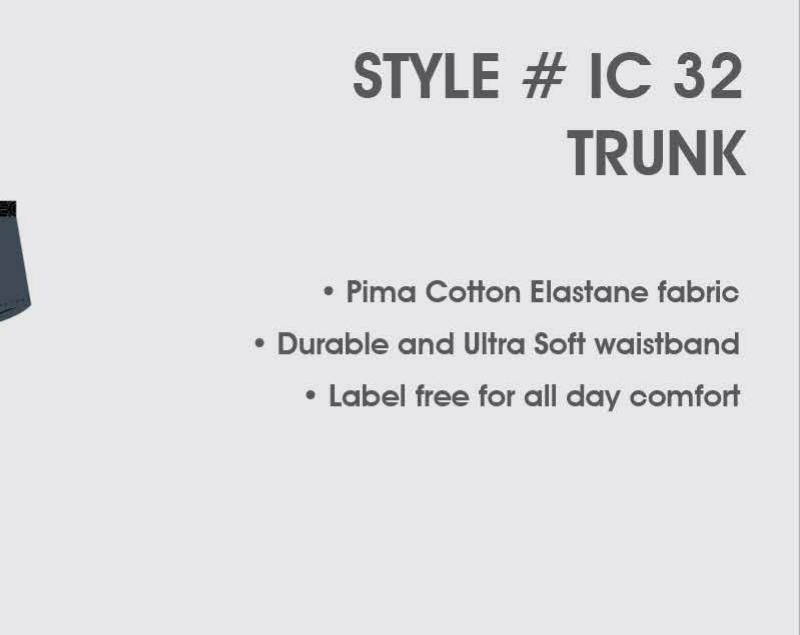 STYLE # IC 32
TRUNK
• Pima Cotton Elastane fabric
• Durable and Ultra Soft waistband
• Label free for all day comfort